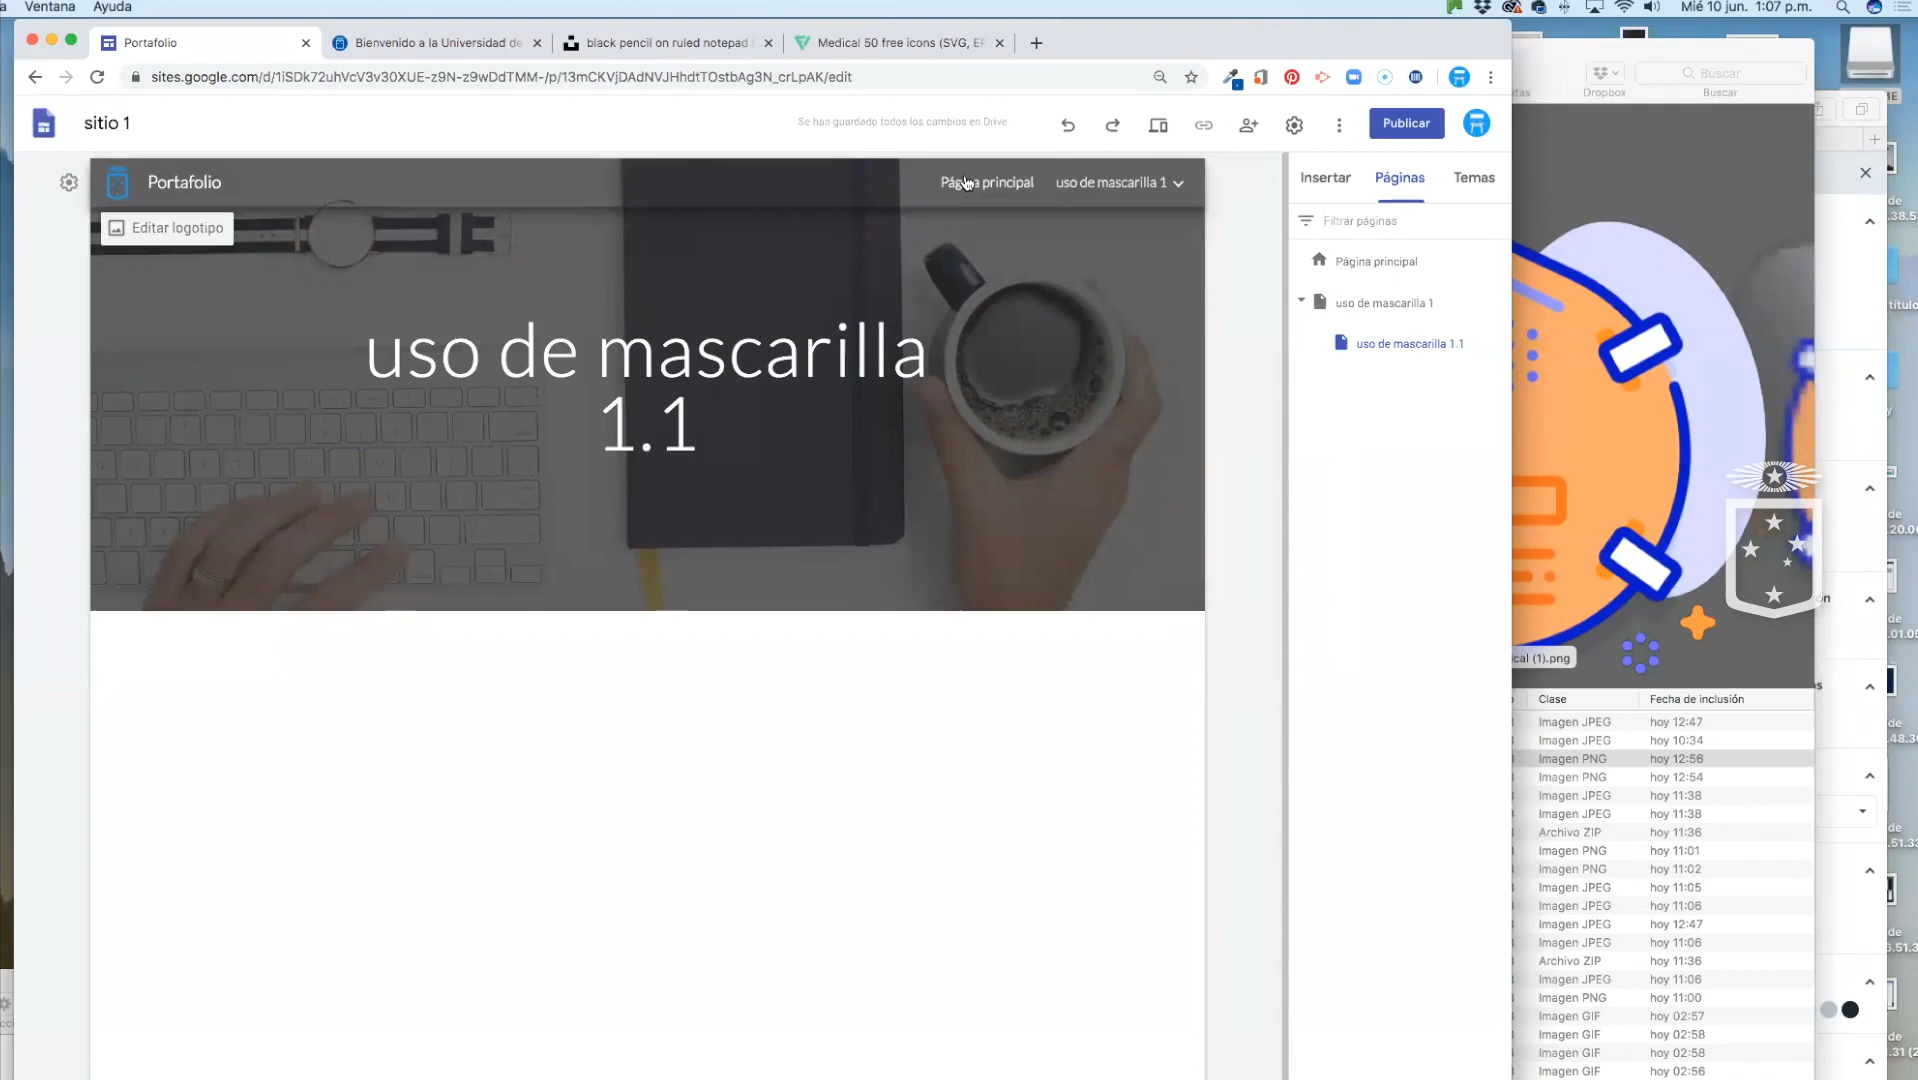 Ventana Ayuda
Mié 10 jun. 1:07 p.m.
Portafolio
Bienvenido a la Universidad de
black pencil on ruled notepad
Medical 50 free icons (SVG, EP
sites.google.com/d/1iSDk72uhVcV3v30XUE-z9N-z9wDdTMM-/p/13mCKVjDAdNVJHhdtTOstbAg3N_crLpAK/edit
Buscar
Dropbox
Buscar
sitio 1
Se han guardado todos los cambios en Drive
Publicar
Portafolio
Página principal
uso de mascarilla 1
Editar logotipo
uso de mascarilla
1.1
Insertar
Páginas
Temas
Filtrar páginas
Página principal
uso de mascarilla 1
uso de mascarilla 1.1
ical (1).png
Clase
Fecha de inclusión
Imagen JPEG hoy 12:47
Imagen JPEG hoy 10:34
Imagen PNG hoy 12:56
Imagen PNG hoy 12:54
Imagen JPEG hoy 11:38
Imagen JPEG hoy 11:38
Archivo ZIP hoy 11:36
Imagen PNG hoy 11:01
Imagen PNG hoy 11:02
Imagen JPEG hoy 11:05
Imagen JPEG hoy 11:06
Imagen JPEG hoy 12:47
Imagen JPEG hoy 11:06
Archivo ZIP hoy 11:36
Imagen JPEG hoy 11:06
Imagen PNG hoy 11:00
Imagen GIF hoy 02:57
Imagen GIF hoy 02:58
Imagen GIF hoy 02:58
Imagen GIF hoy 02:56